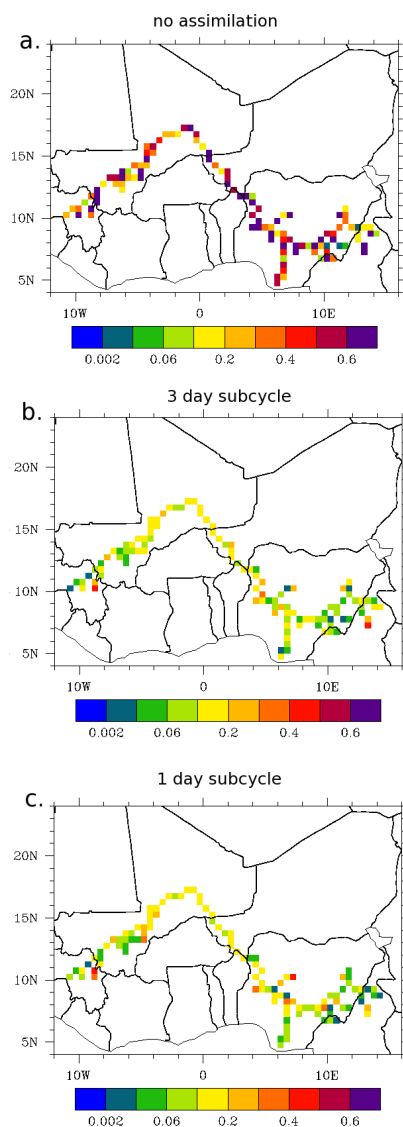 no assimilation
a.
20N
15N
10N
5N
10W 0 10E
0.002 0.06 0.2 0.4 0.6
3 day subcycle
b.
20N
15N
10N
5N
10W 0 10E
0.002 0.06 0.2 0.4 0.6
1 day subcycle
c.
20N
15N
10N
5N
10W 0 10E
0.002 0.06 0.2 0.4 0.6